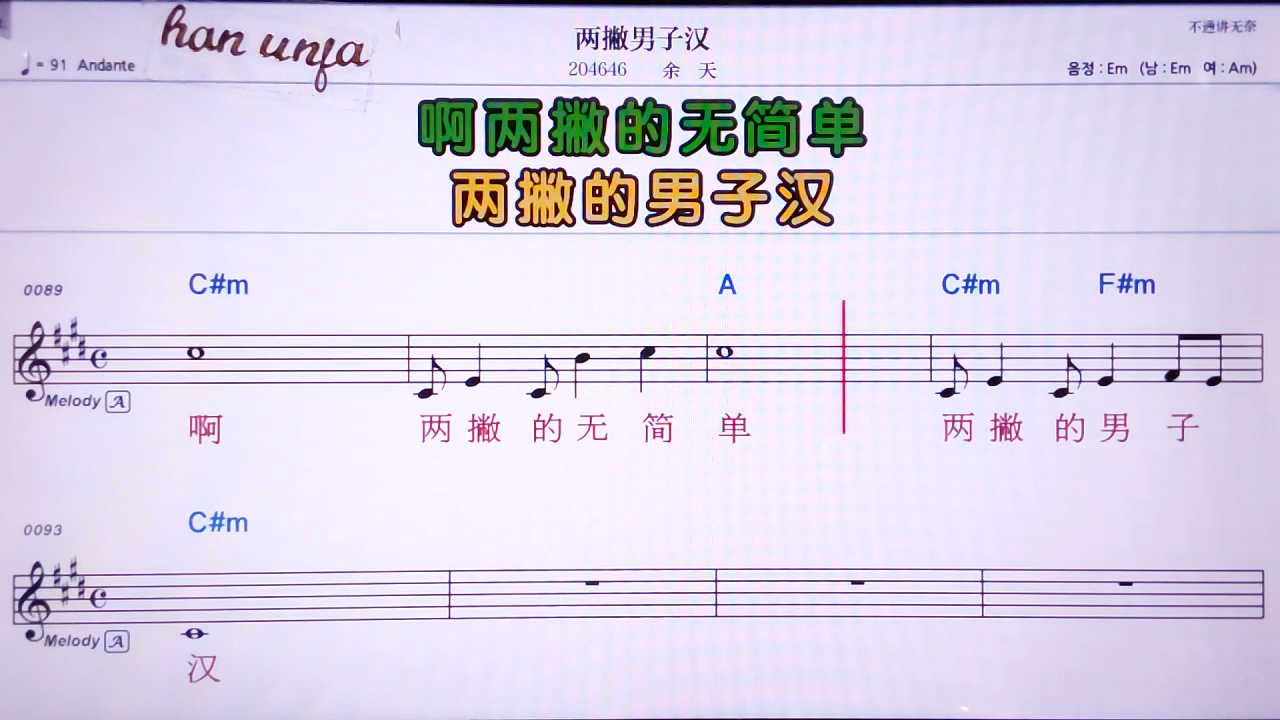 han unfa
两撇男子汉
不通讲无奈
♩= 91 Andante
204646 余 天
음정 : Em (남 : Em 여 : Am)
啊两撇的无简单
两撇的男子汉
0089 C#m A C#m F#m
Melody A
啊 两 撇 的 无 简 单 两 撇 的 男 子
0093 C#m
Melody A
汉